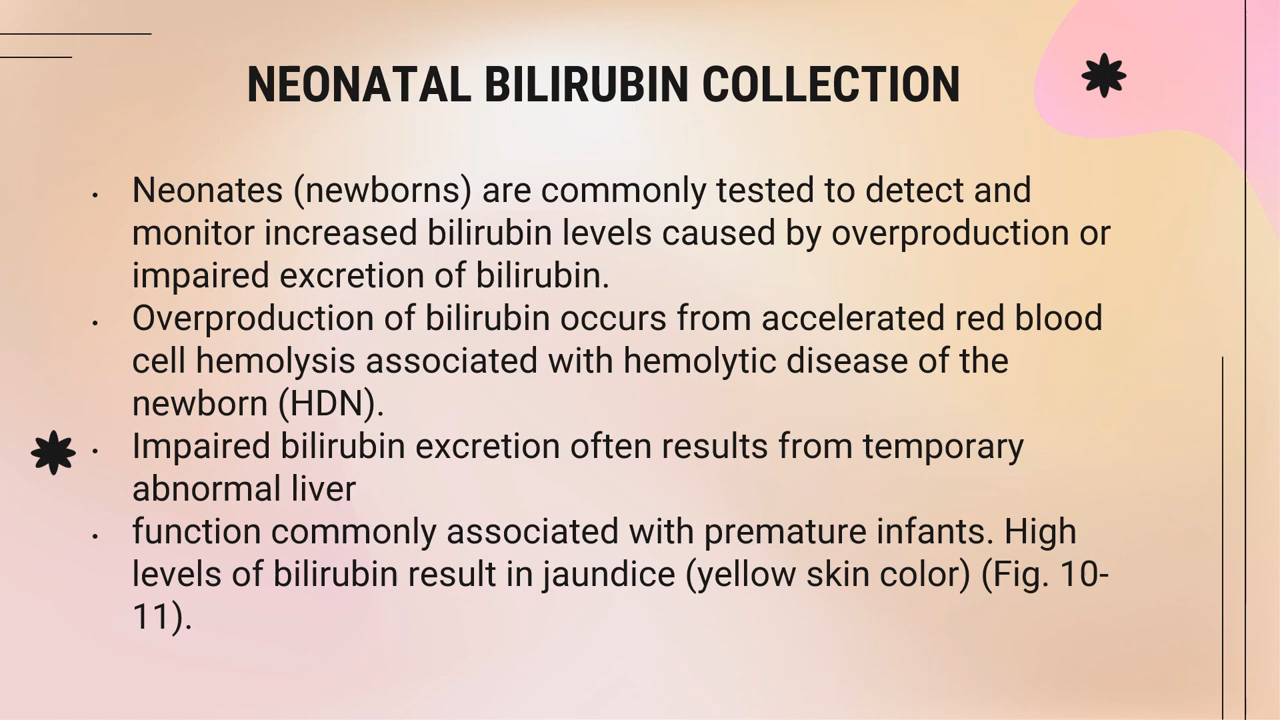 NEONATAL BILIRUBIN COLLECTION
• Neonates (newborns) are commonly tested to detect and
monitor increased bilirubin levels caused by overproduction or
impaired excretion of bilirubin.
• Overproduction of bilirubin occurs from accelerated red blood
cell hemolysis associated with hemolytic disease of the
newborn (HDN).
• Impaired bilirubin excretion often results from temporary
abnormal liver
• function commonly associated with premature infants. High
levels of bilirubin result in jaundice (yellow skin color) (Fig. 10-
11).